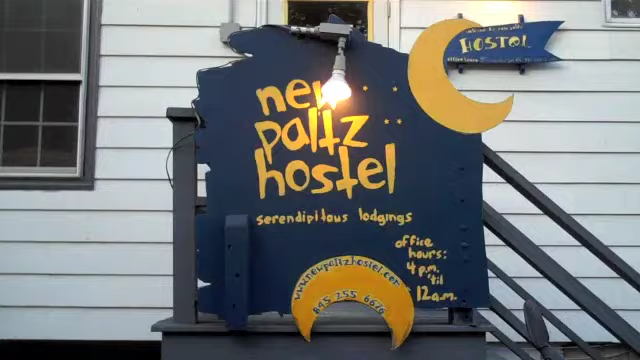 HOSTEL
new
paltz
hostel
serendipitous lodgings
office
hours:
4 p.m.
'til
12 a.m.
www.newpaltzhostel.com
845 255 6676